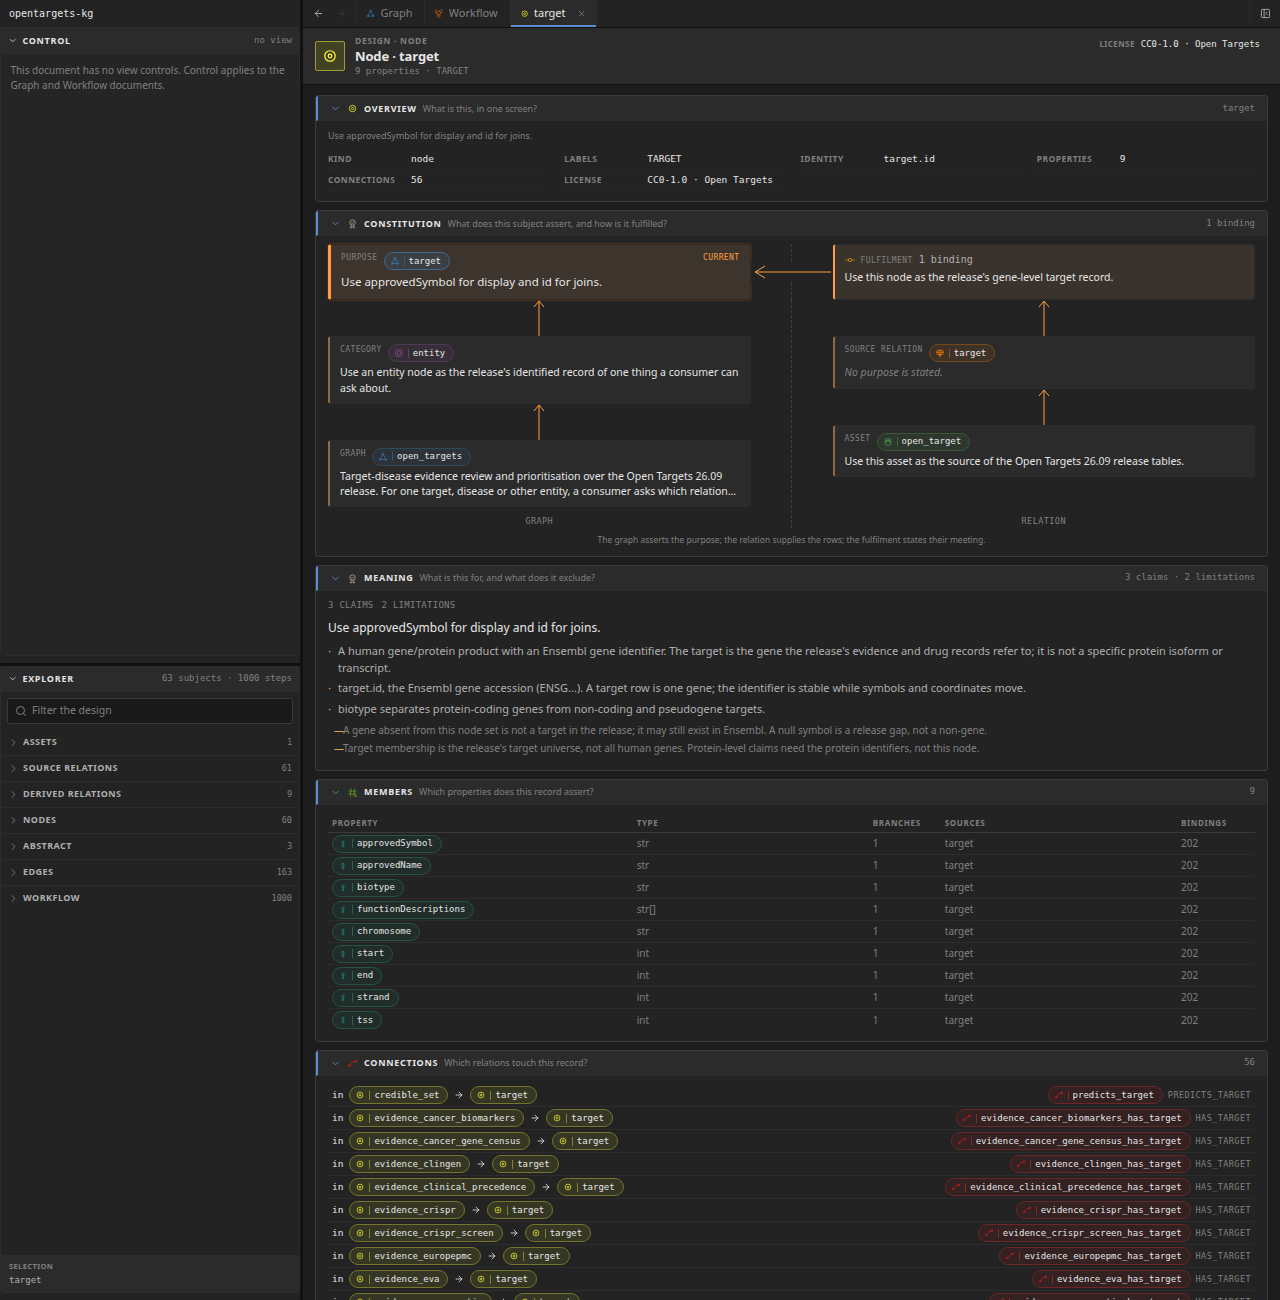 opentargets-kg
Graph
Workflow
target
CONTROL
no view
This document has no view controls. Control applies to the
Graph and Workflow documents.
EXPLORER
63 subjects · 1000 steps
Filter the design
ASSETS 1
SOURCE RELATIONS 61
DERIVED RELATIONS 9
NODES 60
ABSTRACT 3
EDGES 163
WORKFLOW 1000
SELECTION
target
DESIGN · NODE
Node · target
9 properties · TARGET
LICENSE CC0-1.0 · Open Targets
OVERVIEW What is this, in one screen? target
Use approvedSymbol for display and id for joins.
KIND node LABELS TARGET IDENTITY target.id PROPERTIES 9
CONNECTIONS 56 LICENSE CC0-1.0 · Open Targets
CONSTITUTION What does this subject assert, and how is it fulfilled? 1 binding
PURPOSE target CURRENT
Use approvedSymbol for display and id for joins.
FULFILMENT 1 binding
Use this node as the release's gene-level target record.
CATEGORY entity
Use an entity node as the release's identified record of one thing a consumer can
ask about.
SOURCE RELATION target
No purpose is stated.
GRAPH open_targets
Target-disease evidence review and prioritisation over the Open Targets 26.09
release. For one target, disease or other entity, a consumer asks which relation...
ASSET open_target
Use this asset as the source of the Open Targets 26.09 release tables.
GRAPH RELATION
The graph asserts the purpose; the relation supplies the rows; the fulfilment states their meeting.
MEANING What is this for, and what does it exclude? 3 claims · 2 limitations
3 CLAIMS 2 LIMITATIONS
Use approvedSymbol for display and id for joins.
· A human gene/protein product with an Ensembl gene identifier. The target is the gene the release's evidence and drug records refer to; it is not a specific protein isoform or
transcript.
· target.id, the Ensembl gene accession (ENSG...). A target row is one gene; the identifier is stable while symbols and coordinates move.
· biotype separates protein-coding genes from non-coding and pseudogene targets.
—A gene absent from this node set is not a target in the release; it may still exist in Ensembl. A null symbol is a release gap, not a non-gene.
—Target membership is the release's target universe, not all human genes. Protein-level claims need the protein identifiers, not this node.
MEMBERS Which properties does this record assert? 9
PROPERTY TYPE BRANCHES SOURCES BINDINGS
approvedSymbol str 1 target 202
approvedName str 1 target 202
biotype str 1 target 202
functionDescriptions str[] 1 target 202
chromosome str 1 target 202
start int 1 target 202
end int 1 target 202
strand int 1 target 202
tss int 1 target 202
CONNECTIONS Which relations touch this record? 56
in credible_set → target predicts_target PREDICTS_TARGET
in evidence_cancer_biomarkers → target evidence_cancer_biomarkers_has_target HAS_TARGET
in evidence_cancer_gene_census → target evidence_cancer_gene_census_has_target HAS_TARGET
in evidence_clingen → target evidence_clingen_has_target HAS_TARGET
in evidence_clinical_precedence → target evidence_clinical_precedence_has_target HAS_TARGET
in evidence_crispr → target evidence_crispr_has_target HAS_TARGET
in evidence_crispr_screen → target evidence_crispr_screen_has_target HAS_TARGET
in evidence_europepmc → target evidence_europepmc_has_target HAS_TARGET
in evidence_eva → target evidence_eva_has_target HAS_TARGET